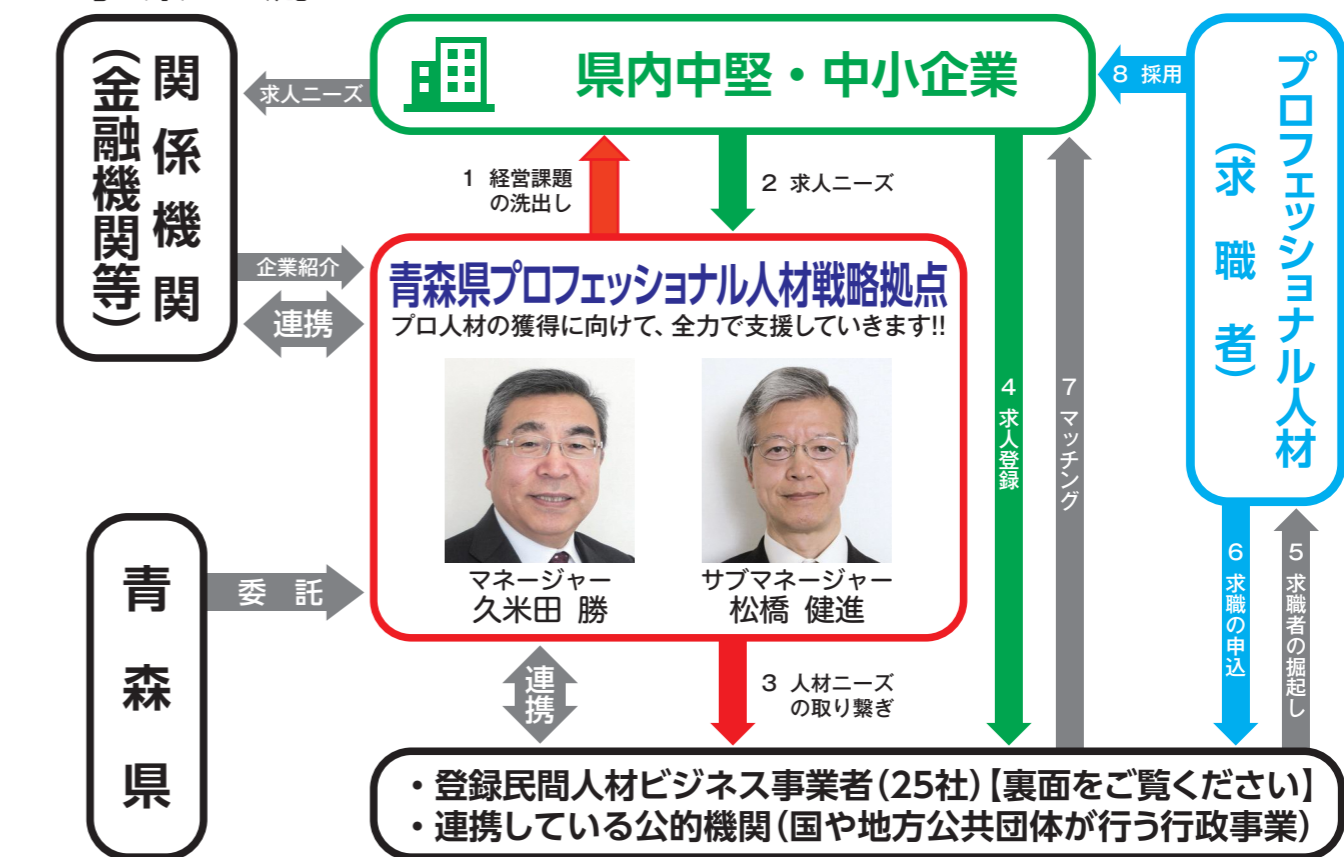 関係機関
(金融機関等)
求人ニーズ
県内中堅・中小企業
8 採用
プロフェッショナル人材
(求職者)
1 経営課題
の洗出し
2 求人ニーズ
企業紹介
連携
青森県プロフェッショナル人材戦略拠点
プロ人材の獲得に向けて、全力で支援していきます!!
マネージャー
久米田 勝
サブマネージャー
松橋 健進
4 求人登録
7 マッチング
6 求職の申込
5 求職者の掘起し
青森県
委託
連携
3 人材ニーズ
の取り繋ぎ
・登録民間人材ビジネス事業者(25社)【裏面をご覧ください】
・連携している公的機関(国や地方公共団体が行う行政事業)